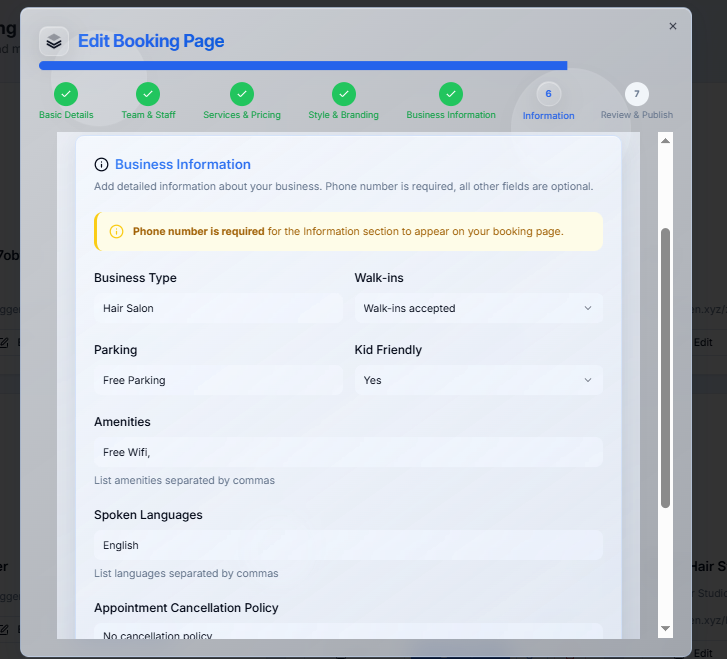 Edit Booking Page
Basic Details
Team & Staff
Services & Pricing
Style & Branding
Business Information
6
Information
7
Review & Publish
Business Information
Add detailed information about your business. Phone number is required, all other fields are optional.
Phone number is required for the Information section to appear on your booking page.
Business Type
Walk-ins
Hair Salon
Walk-ins accepted
Parking
Kid Friendly
Free Parking
Yes
Amenities
Free Wifi,
List amenities separated by commas
Spoken Languages
English
List languages separated by commas
Appointment Cancellation Policy
No cancellation policy
Edit
Edit